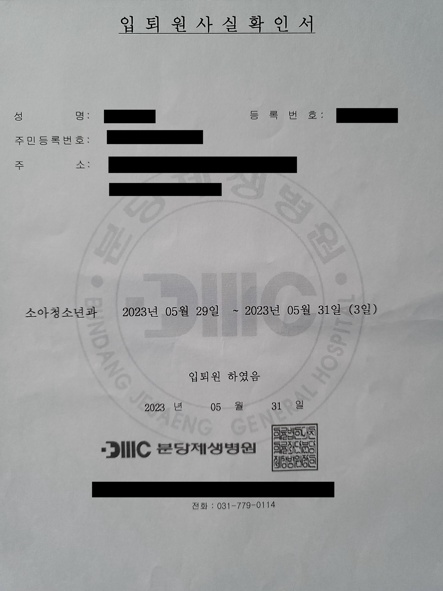 입퇴원사실확인서
성 명: 등 록 번 호:
주민등록번호:
주 소:
분당제생병원
소아청소년과 2023년 05월 29일 ~ 2023년 05월 31일 (3일)
BUNDANG JESAENG GENERAL HOSPITAL
DMC
입퇴원 하였음
2023 년 05 월 31 일
DMC 분당제생병원
전화 : 031-779-0114